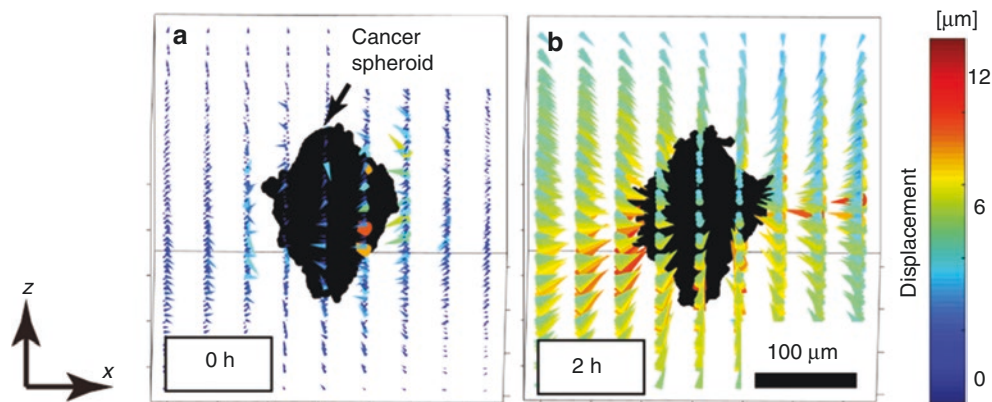 a
Cancer
spheroid
0 h
z
x
b
2 h
100 μm
[μm]
12
6
0
Displacement